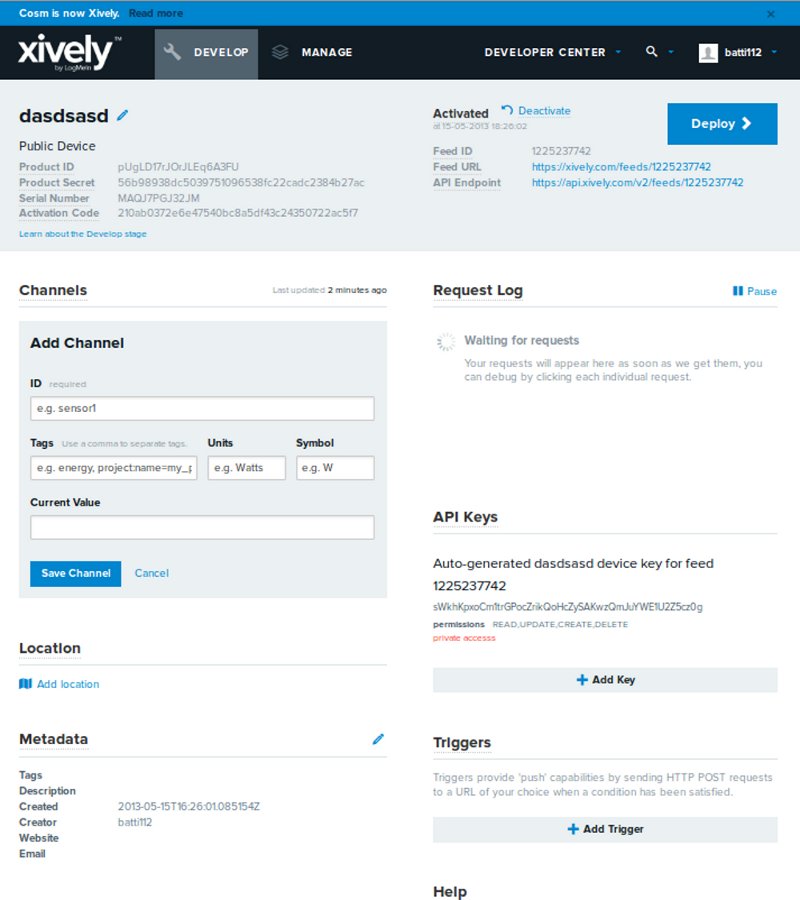 Cosm is now Xively. Read more
xively™
by LogMeIn
DEVELOP
MANAGE
DEVELOPER CENTER
batti112
dasdsasd
Public Device
Product ID pUgLD17rJOrJLEq6A3FU
Product Secret 56b98938dc5039751096538fc22cadc2384b27ac
Serial Number MAQJ7PGJ32JM
Activation Code 210ab0372e6e47540bc8a5df43c24350722ac5f7
Learn about the Develop stage
Activated Deactivate
at 15-05-2013 18:26:02
Deploy
Feed ID 1225237742
Feed URL https://xively.com/feeds/1225237742
API Endpoint https://api.xively.com/v2/feeds/1225237742
Channels Last updated 2 minutes ago
Add Channel
ID required
e.g. sensor1
Tags Use a comma to separate tags. Units Symbol
e.g. energy, project:name=my_p e.g. Watts e.g. W
Current Value
Save Channel Cancel
Location
Add location
Metadata
Tags
Description
Created 2013-05-15T16:26:01.085154Z
Creator batti112
Website
Email
Request Log Pause
Waiting for requests
Your requests will appear here as soon as we get them, you
can debug by clicking each individual request.
API Keys
Auto-generated dasdsasd device key for feed
1225237742
sWkhKpxoCm1trGPocZrikQoHcZySAKwzQmJuYWE1U2Z5cz0g
permissions READ,UPDATE,CREATE,DELETE
private accesss
Add Key
Triggers
Triggers provide 'push' capabilities by sending HTTP POST requests
to a URL of your choice when a condition has been satisfied.
Add Trigger
Help